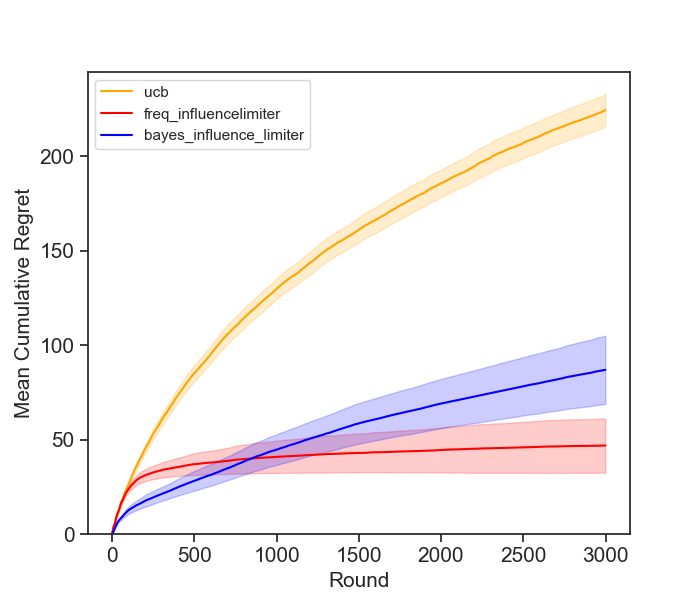 ucb
freq_influencelimiter
bayes_influence_limiter
Mean Cumulative Regret
200
150
100
50
0
0 500 1000 1500 2000 2500 3000
Round